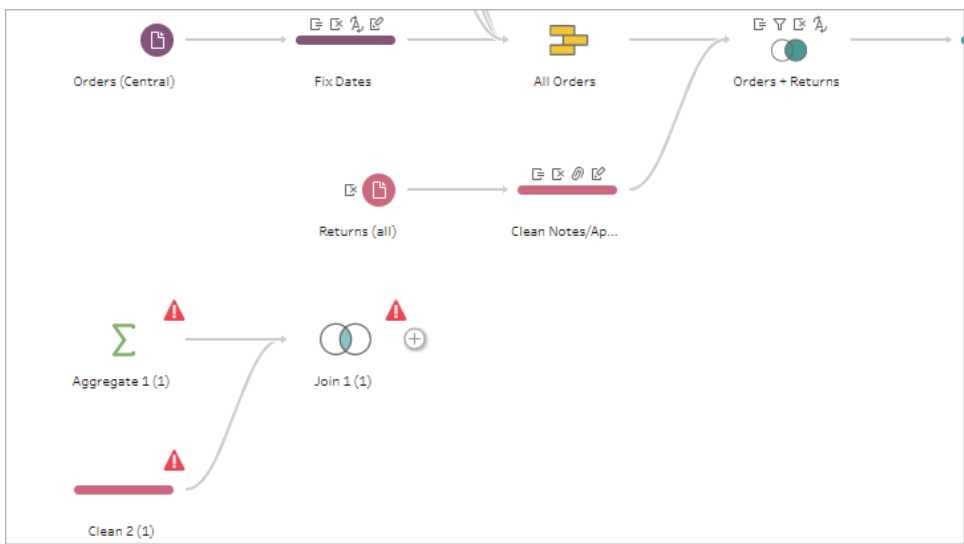 Orders (Central)
Fix Dates
All Orders
Orders + Returns
Returns (all)
Clean Notes/Ap...
Aggregate 1 (1)
Join 1 (1)
Clean 2 (1)